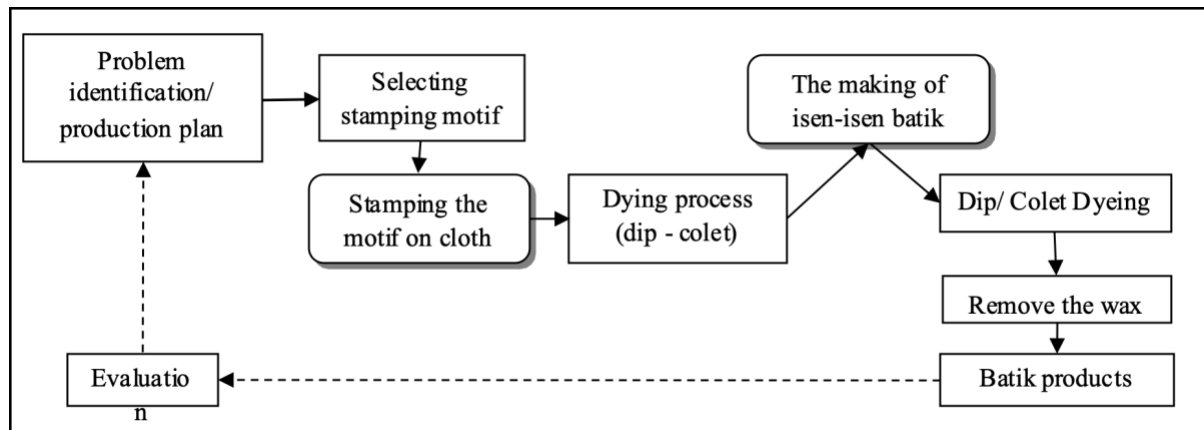 Problem
identification/
production plan
Selecting
stamping motif
Stamping the
motif on cloth
Dying process
(dip - colet)
The making of
isen-isen batik
Dip/ Colet Dyeing
Remove the wax
Batik products
Evaluatio
n